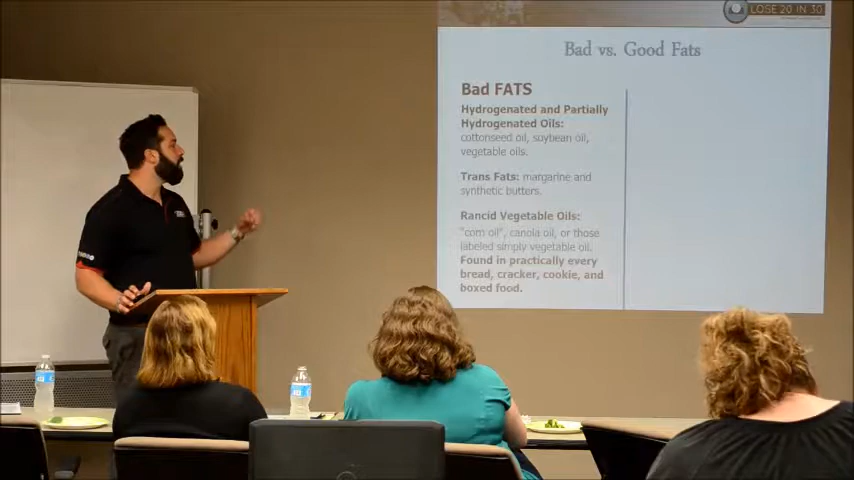 LOSE 20 IN 30
Bad vs. Good Fats
Bad FATS
Hydrogenated and Partially
Hydrogenated Oils:
cottonseed oil, soybean oil,
vegetable oils.
Trans Fats: margarine and
synthetic butters.
Rancid Vegetable Oils:
"corn oil", canola oil, or those
labeled simply vegetable oil.
Found in practically every
bread, cracker, cookie, and
boxed food.